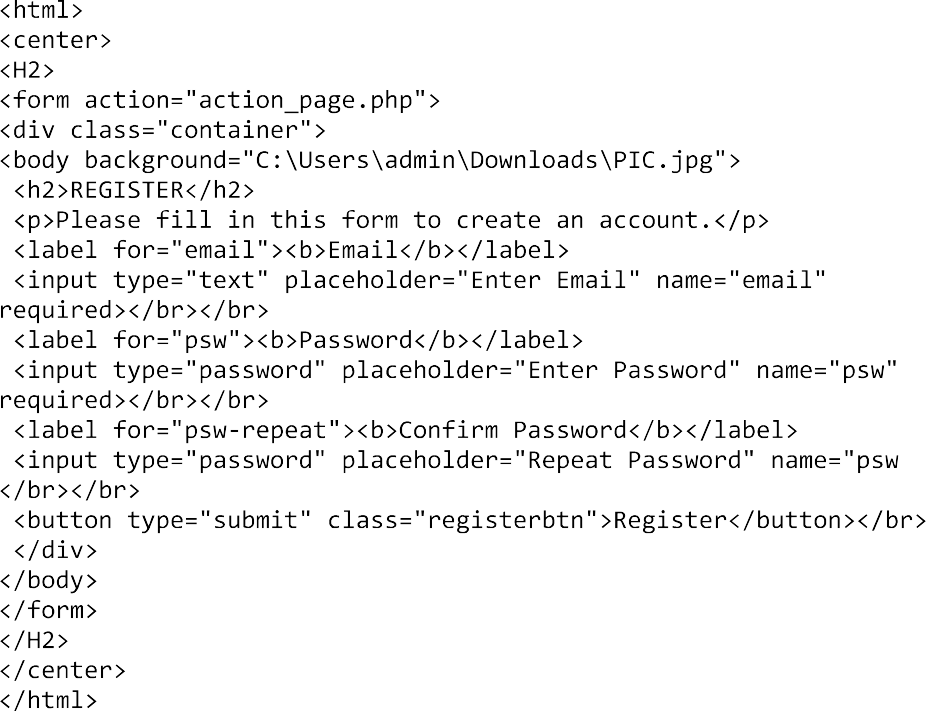 <html>
<center>
<H2>
<form action="action_page.php">
<div class="container">
<body background="C:\Users\admin\Downloads\PIC.jpg">
<h2>REGISTER</h2>
<p>Please fill in this form to create an account.</p>
<label for="email"><b>Email</b></label>
<input type="text" placeholder="Enter Email" name="email"
required></br></br>
<label for="psw"><b>Password</b></label>
<input type="password" placeholder="Enter Password" name="psw"
required></br></br>
<label for="psw-repeat"><b>Confirm Password</b></label>
<input type="password" placeholder="Repeat Password" name="psw
</br></br>
<button type="submit" class="registerbtn">Register</button></br>
</div>
</body>
</form>
</H2>
</center>
</html>